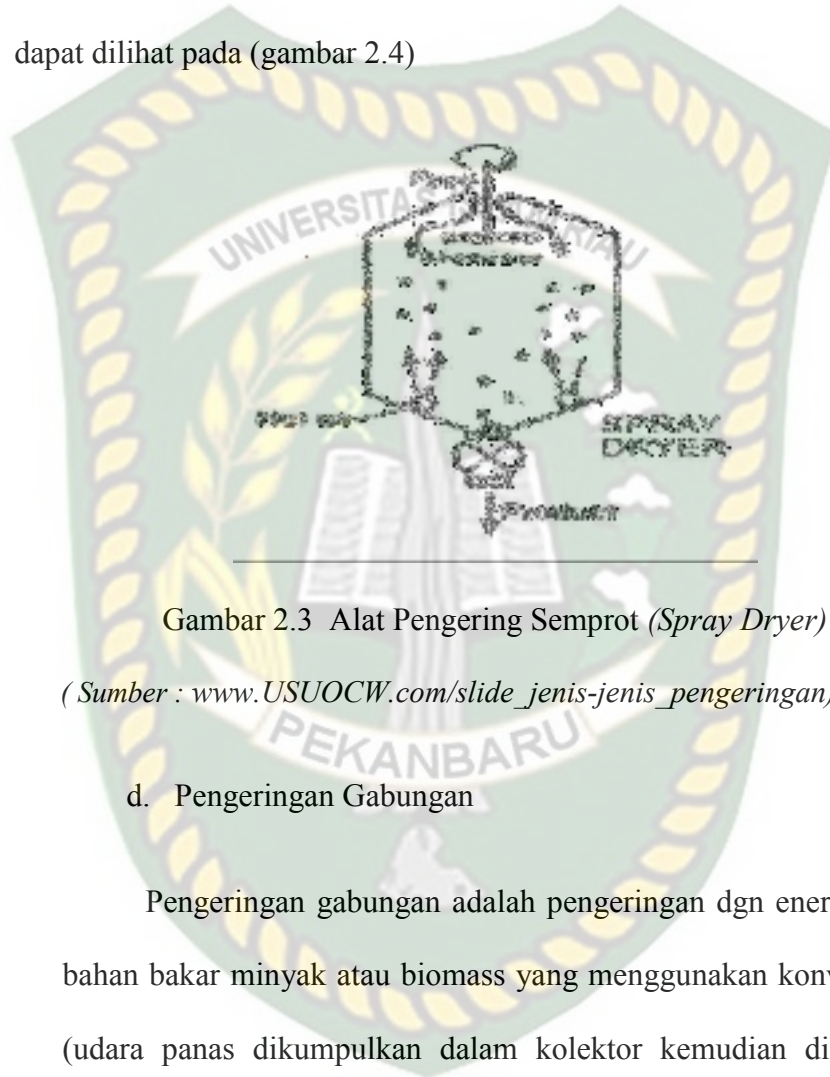 dapat dilihat pada (gambar 2.4)
UNIVERSITAS RIAU
SPRAY
DRYER
Gambar 2.3 Alat Pengering Semprot (Spray Dryer)
( Sumber : www.USUOCW.com/slide_jenis-jenis_pengeringan)
PEKANBARU
d. Pengeringan Gabungan
Pengeringan gabungan adalah pengeringan dgn ener
bahan bakar minyak atau biomass yang menggunakan konv
(udara panas dikumpulkan dalam kolektor kemudian di